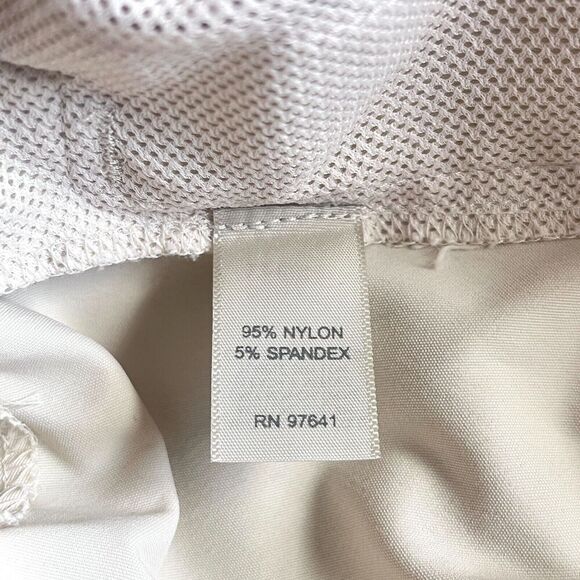 95% NYLON
5% SPANDEX
RN 97641